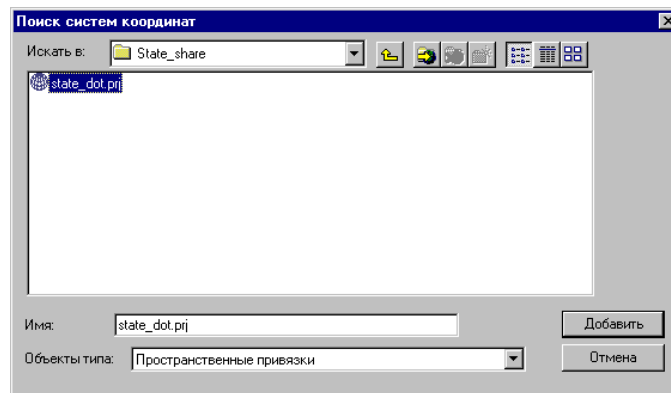 Поиск систем координат
Искать в: State_share
state_dot.prj
Имя: state_dot.prj
Добавить
Объекты типа: Пространственные привязки
Отмена